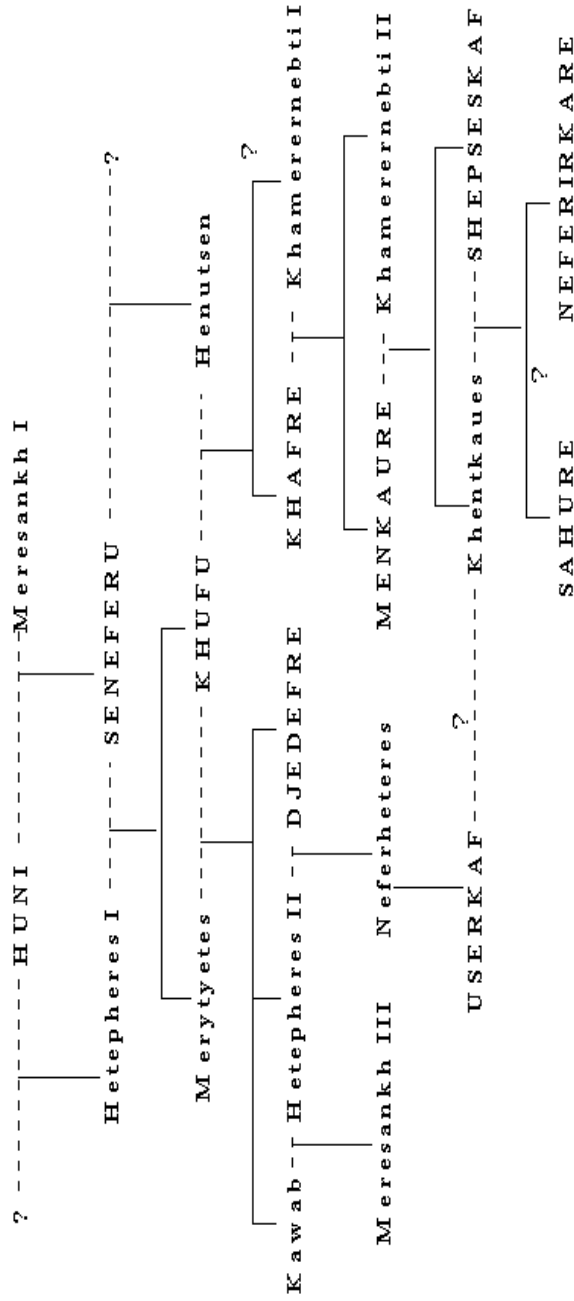 ? HUNI Meresankh I
Hetepheres I SENEFERU ?
Merytyetes KHUFU Henutsen
?
Kawab Hetepheres II DJEDEFRE KHAFRE Khamerernebti I
Meresankh III Neferheteres MENKAURE Khamerernebti II
?
USERKAF Khentkaues SHEPSESKAF
?
SAHURE NEFERIRKARE